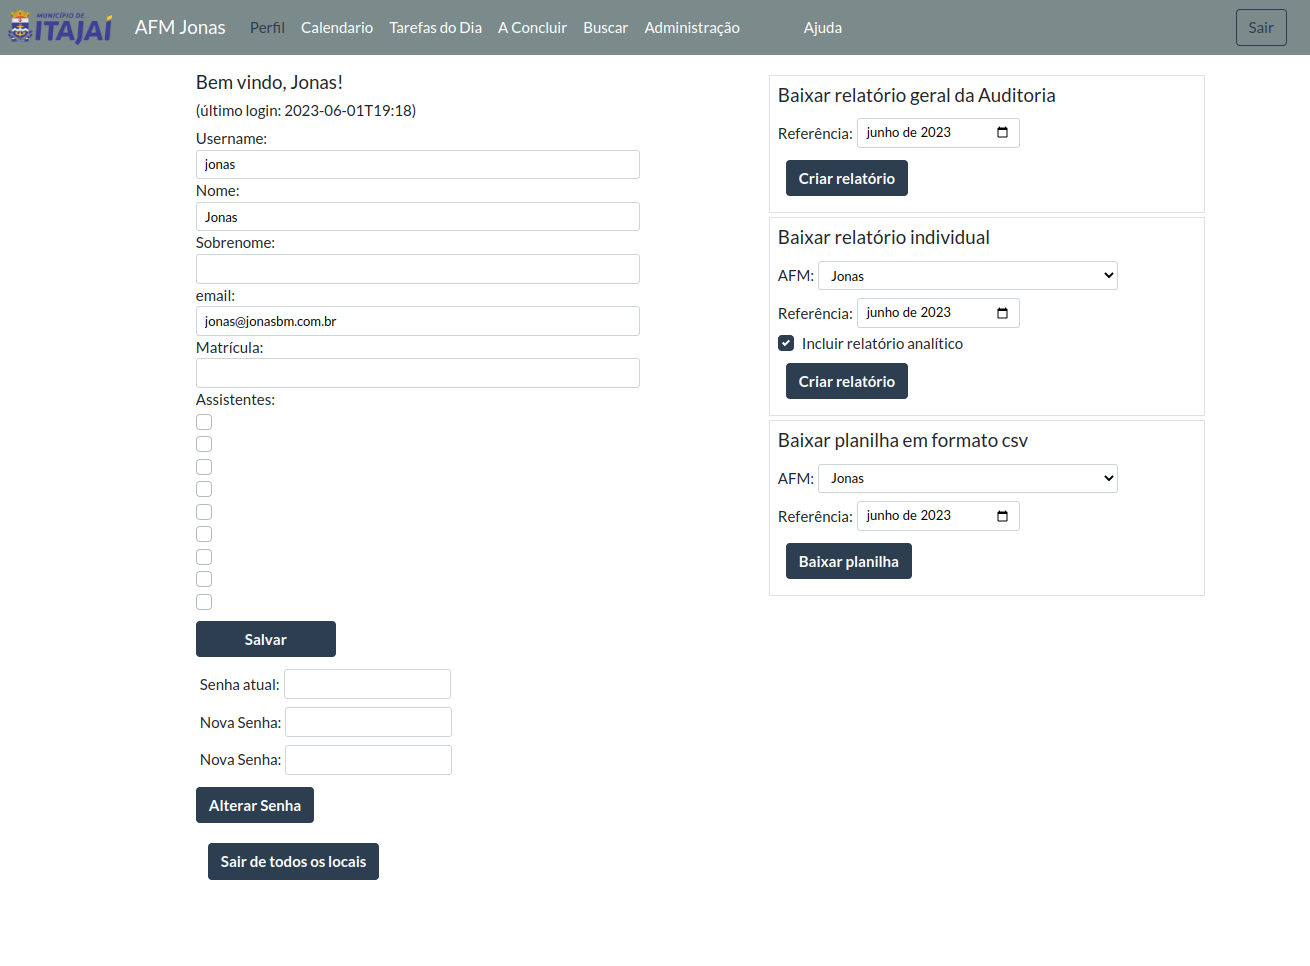 MUNICÍPIO DE
ITAJAÍ
AFM Jonas
Perfil
Calendario
Tarefas do Dia
A Concluir
Buscar
Administração
Ajuda
Sair
Bem vindo, Jonas!
(último login: 2023-06-01T19:18)
Username:
jonas
Nome:
Jonas
Sobrenome:
email:
jonas@jonasbm.com.br
Matrícula:
Assistentes:
Salvar
Senha atual:
Nova Senha:
Nova Senha:
Alterar Senha
Sair de todos os locais
Baixar relatório geral da Auditoria
Referência: junho de 2023
Criar relatório
Baixar relatório individual
AFM: Jonas
Referência: junho de 2023
Incluir relatório analítico
Criar relatório
Baixar planilha em formato csv
AFM: Jonas
Referência: junho de 2023
Baixar planilha